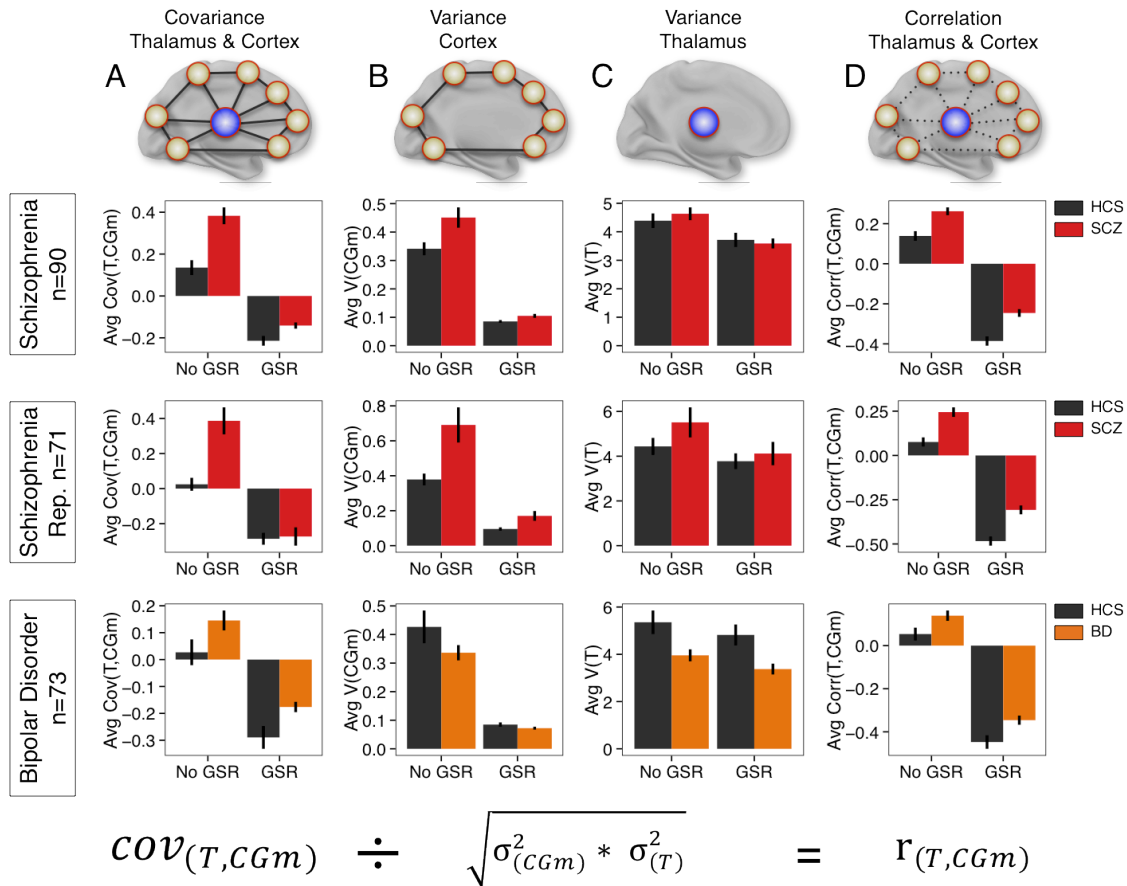 Covariance
Thalamus & Cortex
Variance
Cortex
Variance
Thalamus
Correlation
Thalamus & Cortex
A
B
C
D
Schizophrenia
n=90
Avg Cov(T,CGm)
0.4
0.2
0.0
−0.2
No GSR
GSR
Avg V(CGm)
0.5
0.4
0.3
0.2
0.1
0.0
No GSR
GSR
Avg V(T)
5
4
3
2
1
0
No GSR
GSR
Avg Corr(T,CGm)
0.2
0.0
−0.2
−0.4
No GSR
GSR
HCS
SCZ
Schizophrenia
Rep. n=71
Avg Cov(T,CGm)
0.4
0.2
0.0
−0.2
No GSR
GSR
Avg V(CGm)
0.8
0.6
0.4
0.2
0.0
No GSR
GSR
Avg V(T)
6
4
2
0
No GSR
GSR
Avg Corr(T,CGm)
0.25
0.00
−0.25
−0.50
No GSR
GSR
HCS
SCZ
Bipolar Disorder
n=73
Avg Cov(T,CGm)
0.2
0.1
0.0
−0.1
−0.2
−0.3
No GSR
GSR
Avg V(CGm)
0.5
0.4
0.3
0.2
0.1
0.0
No GSR
GSR
Avg V(T)
6
4
2
0
No GSR
GSR
Avg Corr(T,CGm)
0.0
−0.2
−0.4
No GSR
GSR
HCS
BD
cov(T,CGm) ÷ √σ²(CGm) * σ²(T) = r(T,CGm)